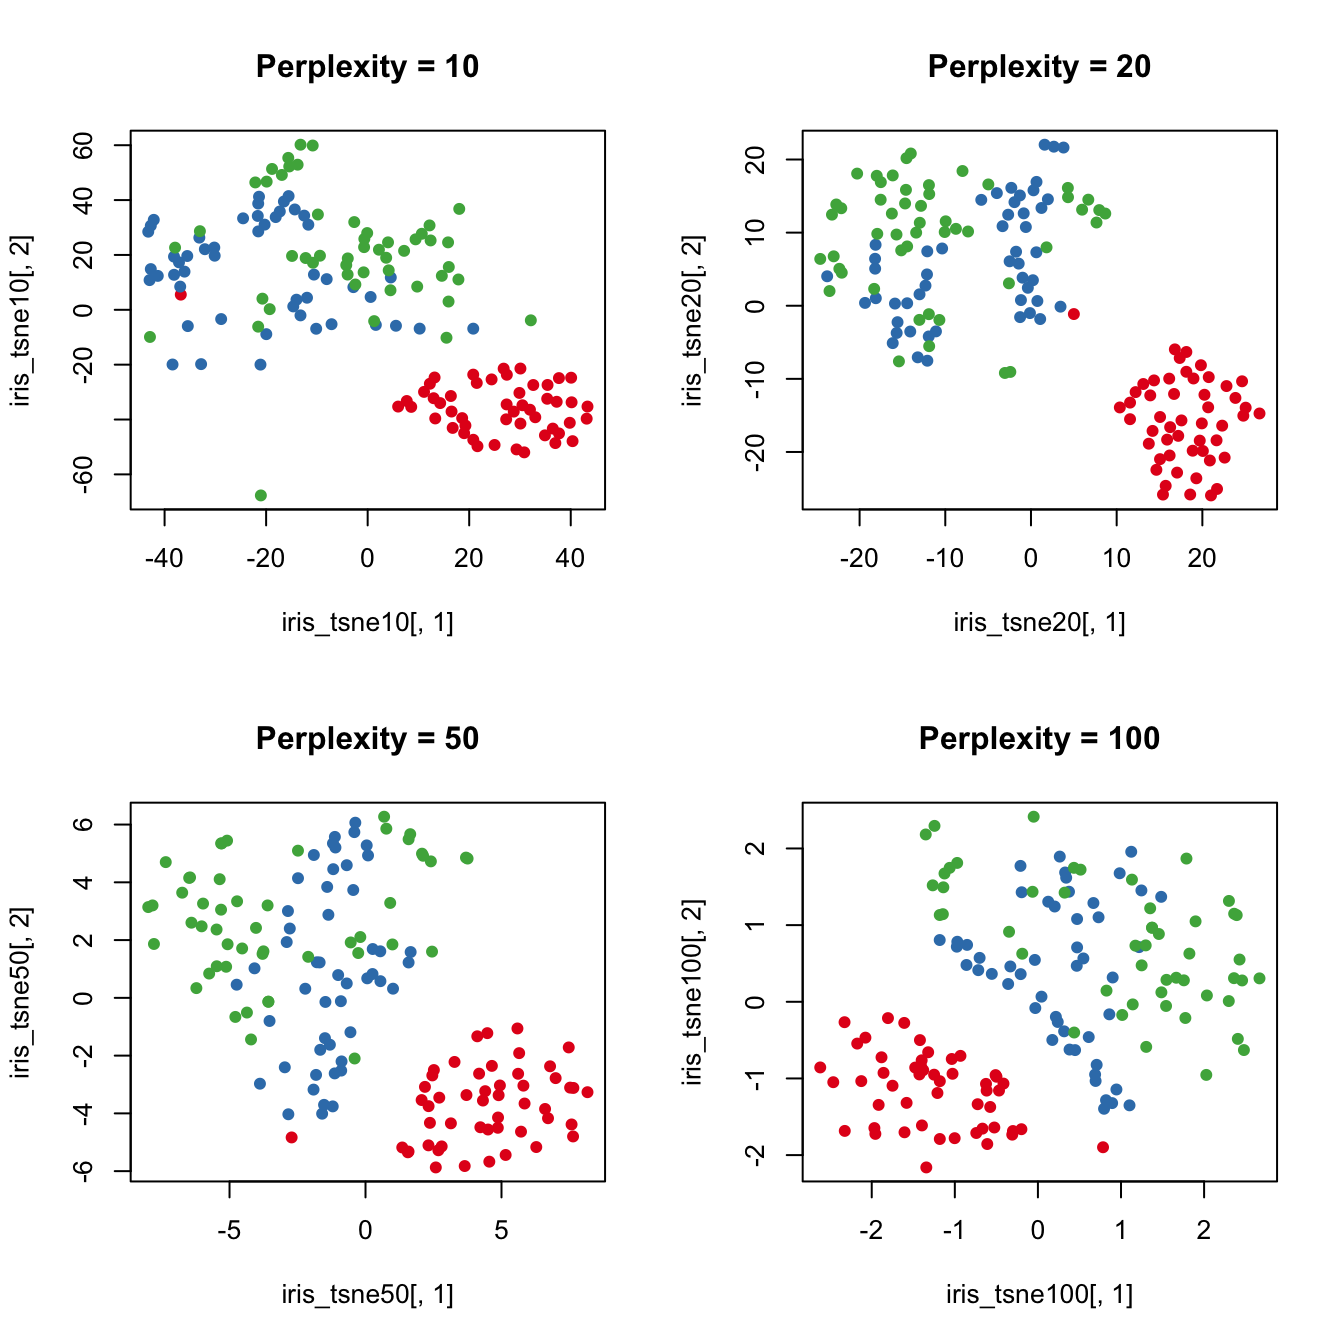 Perplexity = 10
iris_tsne10[, 2]
60
40
20
0
-20
-60
-40 -20 0 20 40
iris_tsne10[, 1]
Perplexity = 20
iris_tsne20[, 2]
20
10
0
-10
-20
-20 -10 0 10 20
iris_tsne20[, 1]
Perplexity = 50
iris_tsne50[, 2]
6
4
2
0
-2
-4
-6
-5 0 5
iris_tsne50[, 1]
Perplexity = 100
iris_tsne100[, 2]
2
1
0
-1
-2
-2 -1 0 1 2
iris_tsne100[, 1]